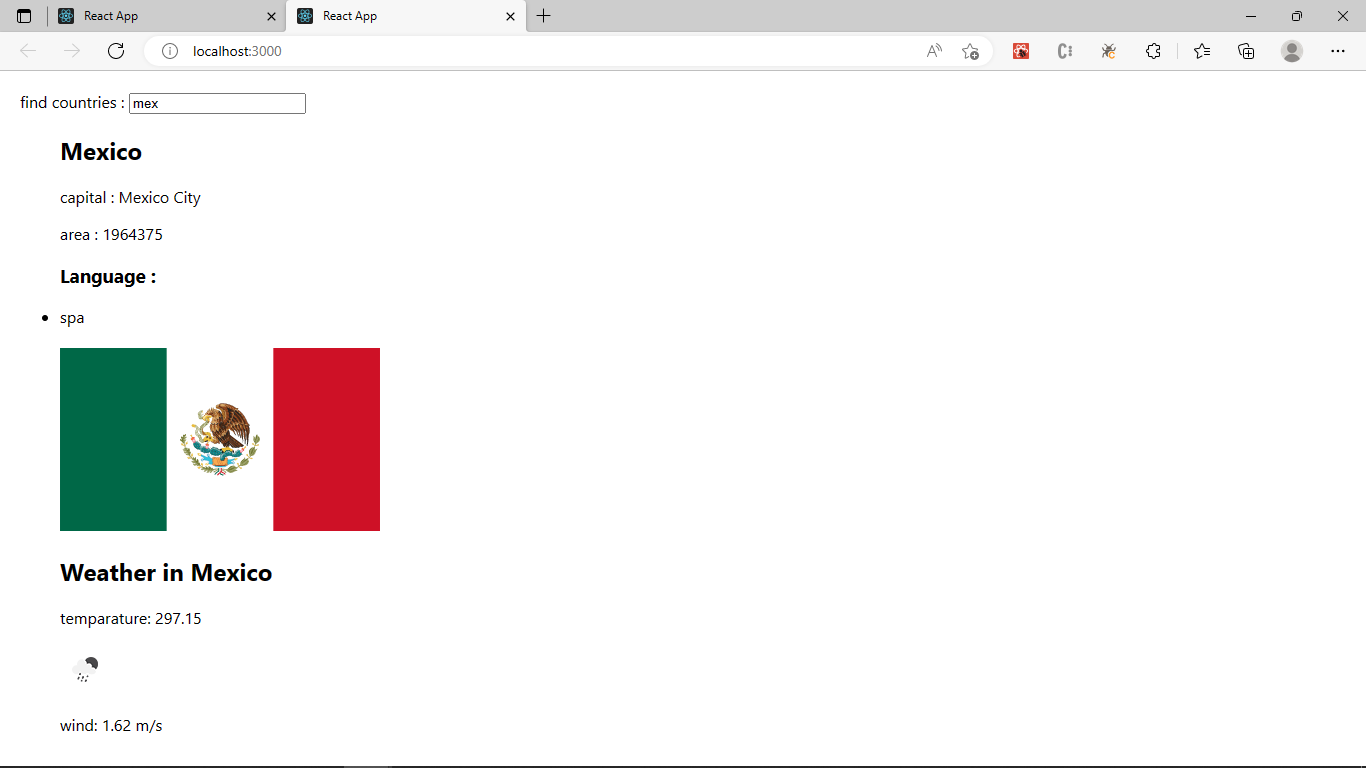 React App
React App
localhost:3000
find countries : mex
Mexico
capital : Mexico City
area : 1964375
Language :
• spa
Weather in Mexico
temparature: 297.15
wind: 1.62 m/s